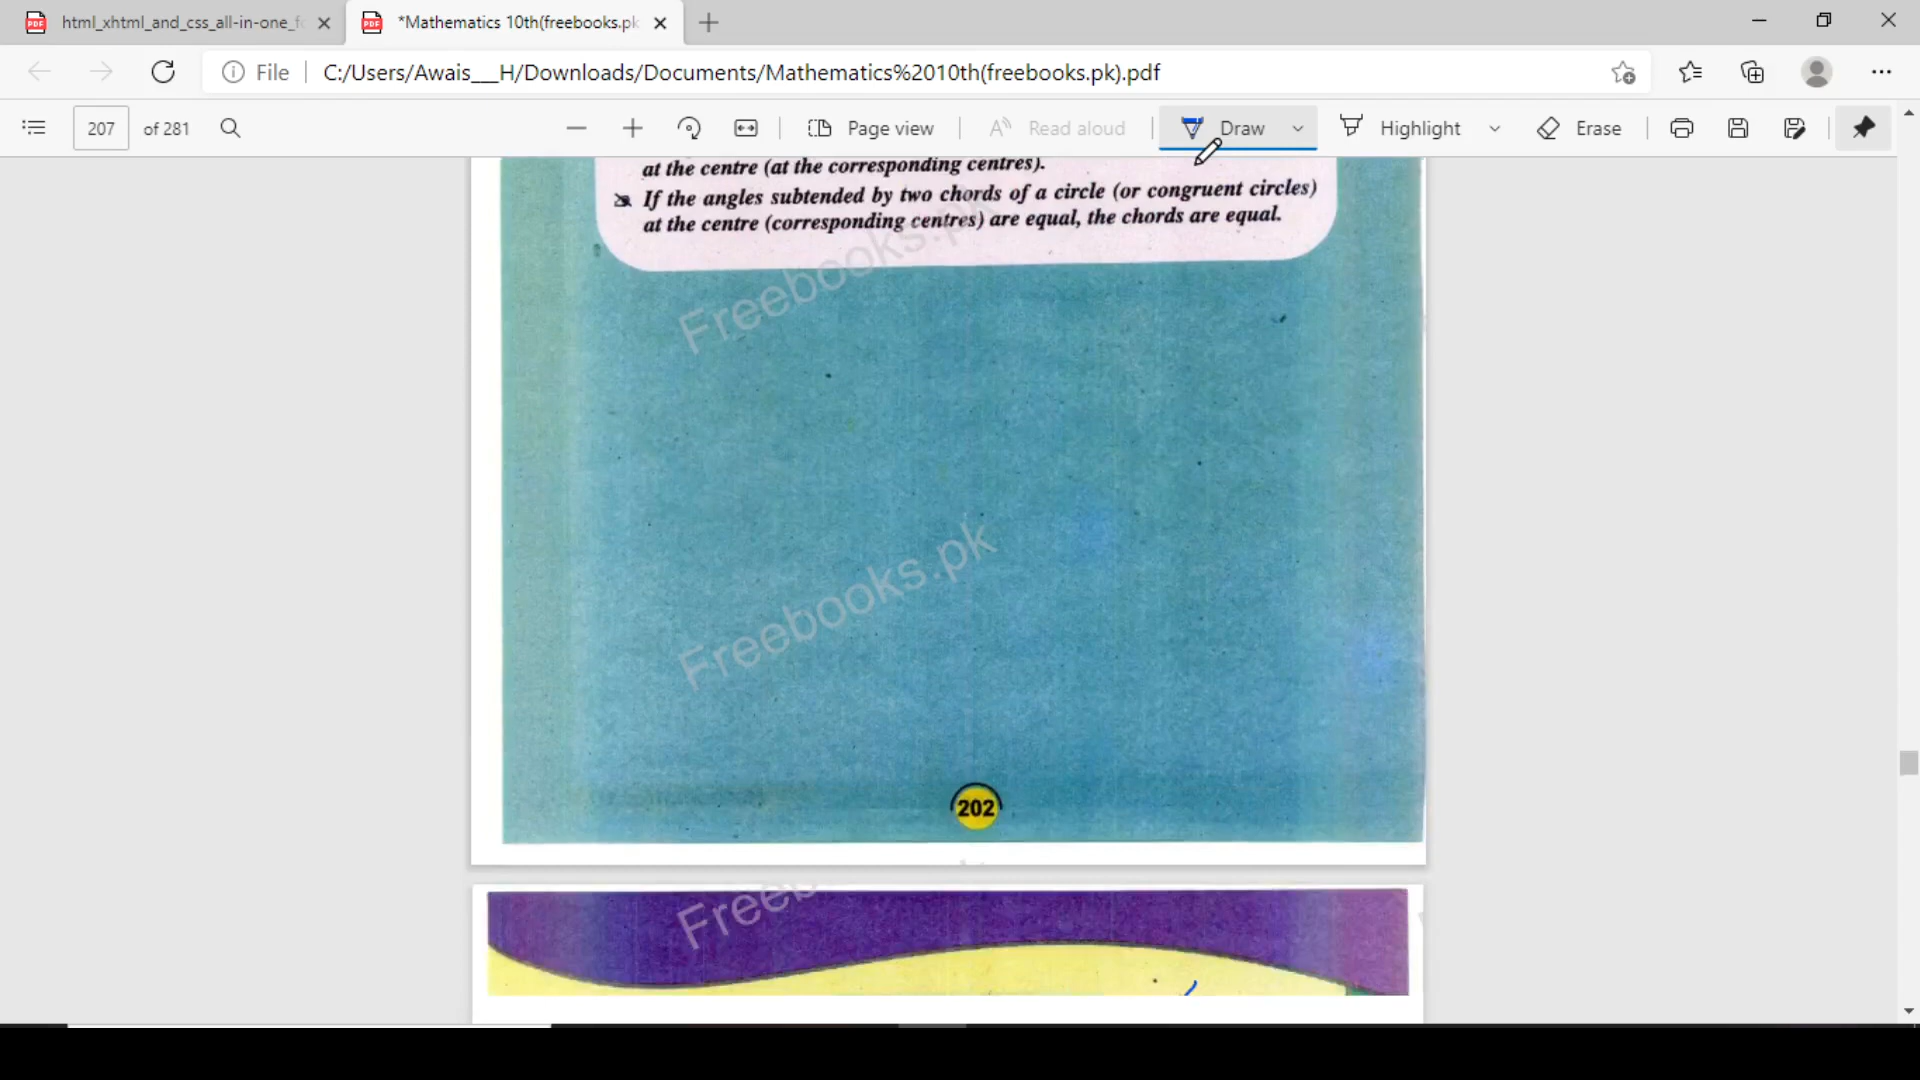 html_xhtml_and_css_all-in-one_fo
*Mathematics 10th(freebooks.pk
File
C:/Users/Awais___H/Downloads/Documents/Mathematics%2010th(freebooks.pk).pdf
207 of 281
Page view
Read aloud
Draw
Highlight
Erase
at the centre (at the corresponding centres).
If the angles subtended by two chords of a circle (or congruent circles)
at the centre (corresponding centres) are equal, the chords are equal.
Freebooks.pk
Freebooks.pk
202
Freeb